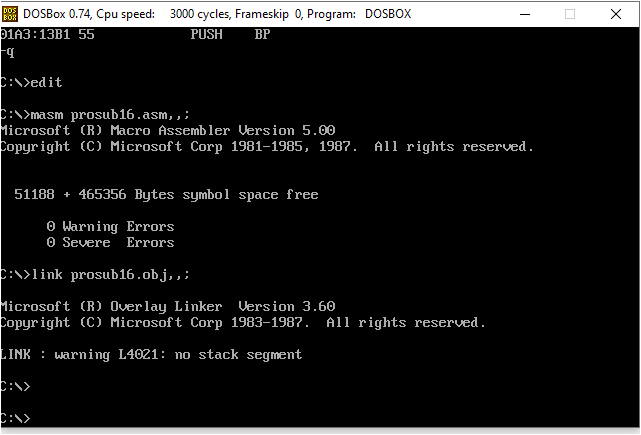 DOSBox 0.74, Cpu speed: 3000 cycles, Frameskip 0, Program: DOSBOX
01A3:13B1 55 PUSH BP
-q
C:\>edit
C:\>masm prosub16.asm,,;
Microsoft (R) Macro Assembler Version 5.00
Copyright (C) Microsoft Corp 1981-1985, 1987. All rights reserved.
51188 + 465356 Bytes symbol space free
0 Warning Errors
0 Severe Errors
C:\>link prosub16.obj,,;
Microsoft (R) Overlay Linker Version 3.60
Copyright (C) Microsoft Corp 1983-1987. All rights reserved.
LINK : warning L4021: no stack segment
C:\>
C:\>